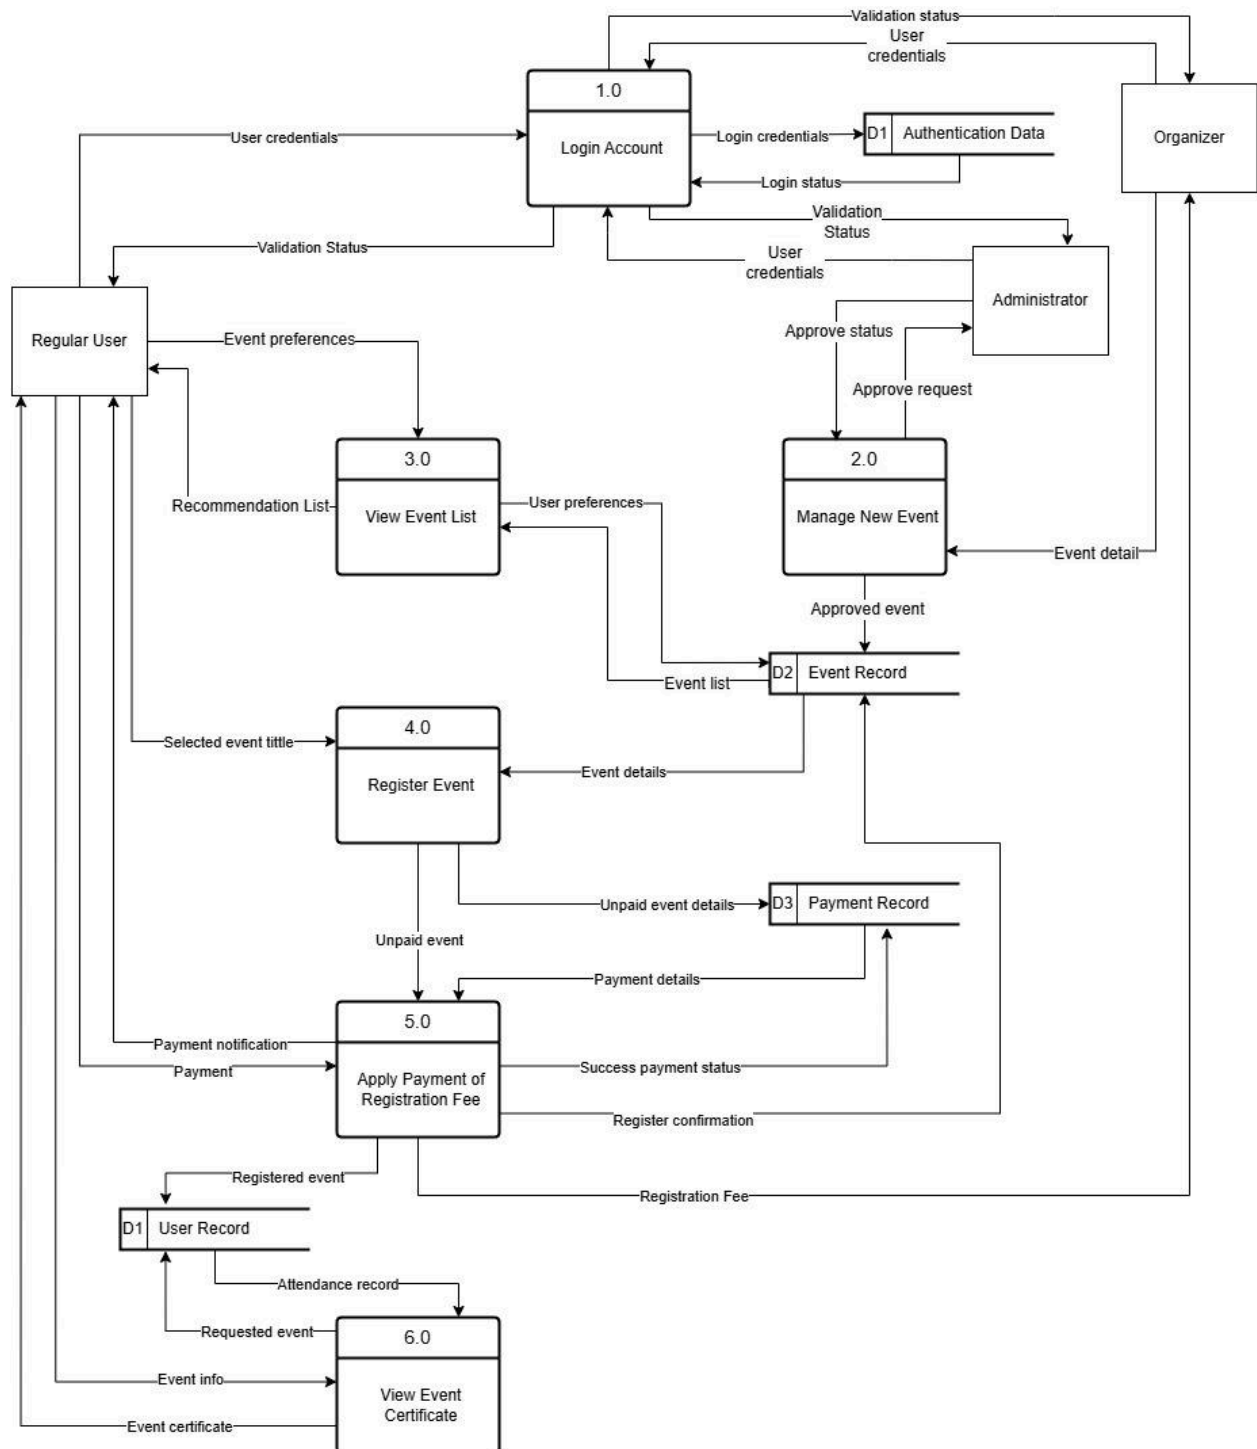 Validation status
User
credentials
1.0
Login Account
User credentials
Login credentials
D1 Authentication Data
Organizer
Login status
Validation
Status
Validation Status
User
credentials
Regular User
Administrator
Event preferences
Approve status
Approve request
3.0
View Event List
Recommendation List
User preferences
2.0
Manage New Event
Event detail
Approved event
D2 Event Record
Event list
4.0
Register Event
Selected event tittle
Event details
Unpaid event details
D3 Payment Record
Unpaid event
Payment details
5.0
Apply Payment of
Registration Fee
Payment notification
Payment
Success payment status
Register confirmation
Registered event
Registration Fee
D1 User Record
Attendance record
Requested event
6.0
View Event
Certificate
Event info
Event certificate